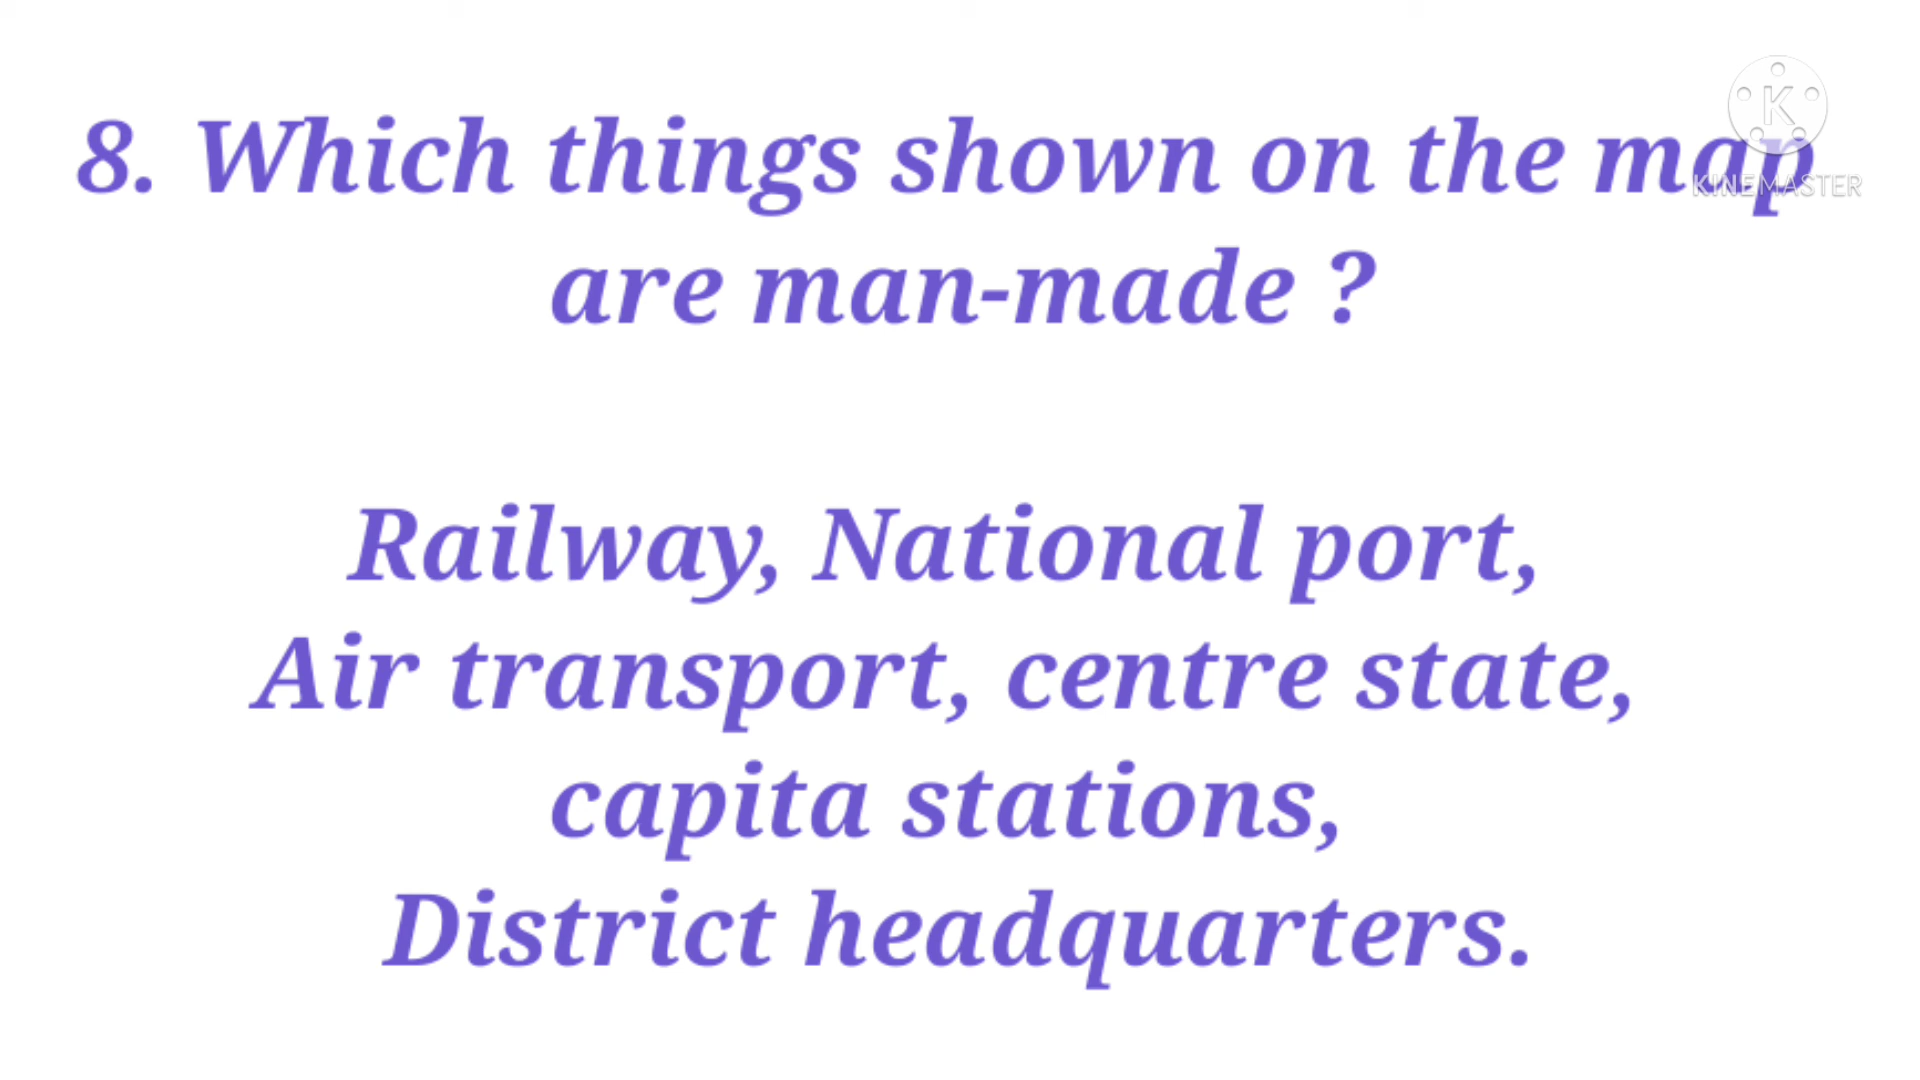 8. Which things shown on the map
are man-made ?
Railway, National port,
Air transport, centre state,
capita stations,
District headquarters.
K
KINEMASTER